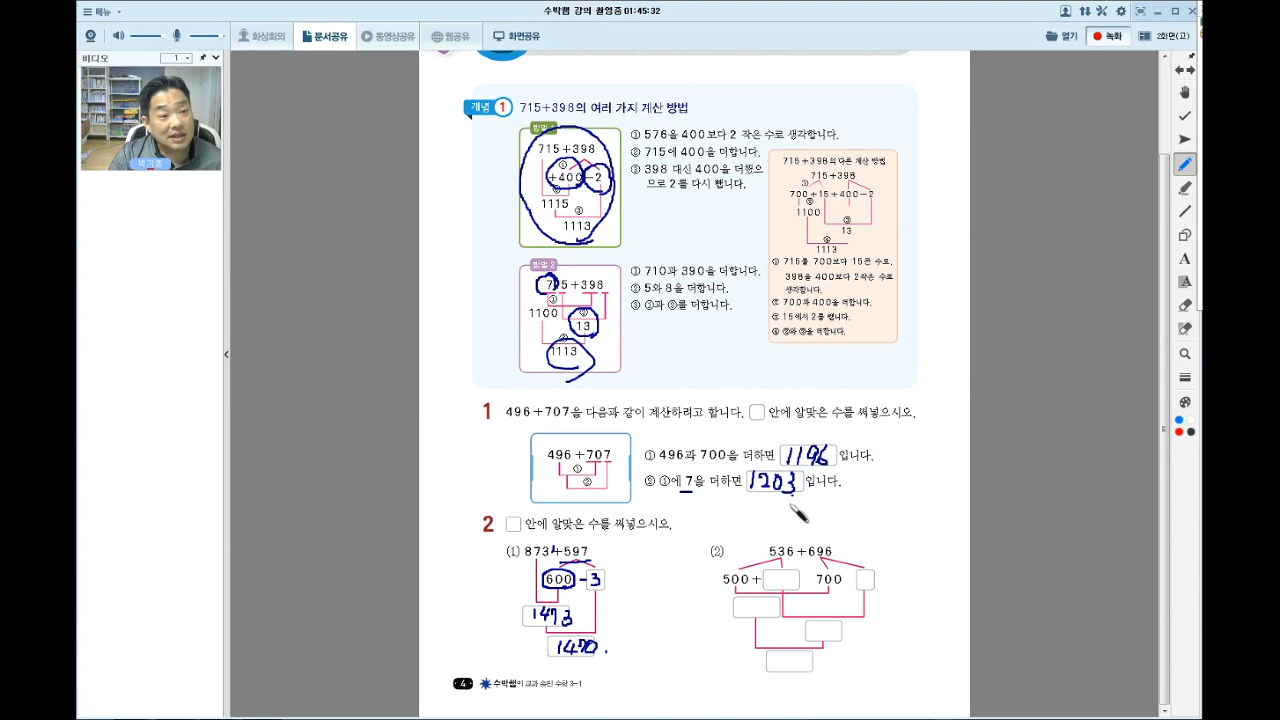 수박쌤 강의 촬영중 01:45:32
메뉴
화상회의 문서공유 동영상공유 웹공유 화면공유 열기 녹화 2화면(고)
비디오 1
개념 1 715+398의 여러 가지 계산 방법
715+398
①
+400-2
②
1115
③
1113
① 576을 400보다 2 작은 수로 생각합니다.
② 715에 400을 더합니다.
③ 398 대신 400을 더했으
므로 2를 다시 뺍니다.
방법 2
715+398
①
1100 ②
13
③
1113
① 710과 390을 더합니다.
② 5와 8을 더합니다.
③ ①과 ②를 더합니다.
715+398의 다른 계산 방법
715+398
①
700+15+400-2
②
1100
③
13
④
1113
① 715를 700보다 15큰 수로,
398을 400보다 2작은 수로
생각합니다.
② 700과 400을 더합니다.
③ 15에서 2를 뺍니다.
④ ②와 ③을 더합니다.
1 496+707을 다음과 같이 계산하려고 합니다. 안에 알맞은 수를 써넣으시오.
496+707
①
②
① 496과 700을 더하면 1196 입니다.
② ①에 7을 더하면 1203 입니다.
2 안에 알맞은 수를 써넣으시오.
(1) 873+597
600 -3
1473
1470.
(2) 536+696
500+ 700
4 수박쌤의 교과 숙진 수학 3-1